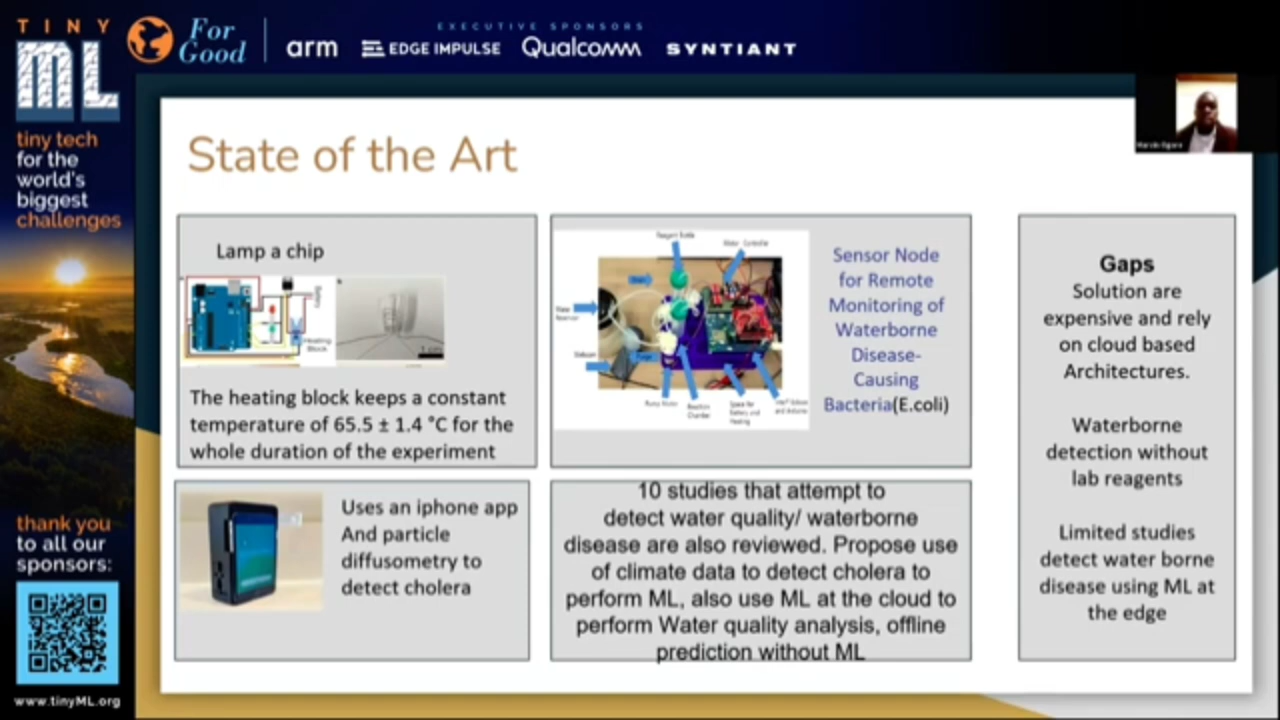 TINY
ML
For
Good
EXECUTIVE SPONSORS
arm
EDGE IMPULSE
Qualcomm
SYNTIANT
tiny tech
for the
world's
biggest
challenges
thank you
to all our
sponsors:
www.tinyML.org
State of the Art
Lamp a chip
Heating
Block
The heating block keeps a constant
temperature of 65.5 ± 1.4 °C for the
whole duration of the experiment
Sensor Node
for Remote
Monitoring of
Waterborne
Disease-
Causing
Bacteria(E.coli)
Uses an iphone app
And particle
diffusometry to
detect cholera
10 studies that attempt to
detect water quality/ waterborne
disease are also reviewed. Propose use
of climate data to detect cholera to
perform ML, also use ML at the cloud to
perform Water quality analysis, offline
prediction without ML
Gaps
Solution are
expensive and rely
on cloud based
Architectures.
Waterborne
detection without
lab reagents
Limited studies
detect water borne
disease using ML at
the edge